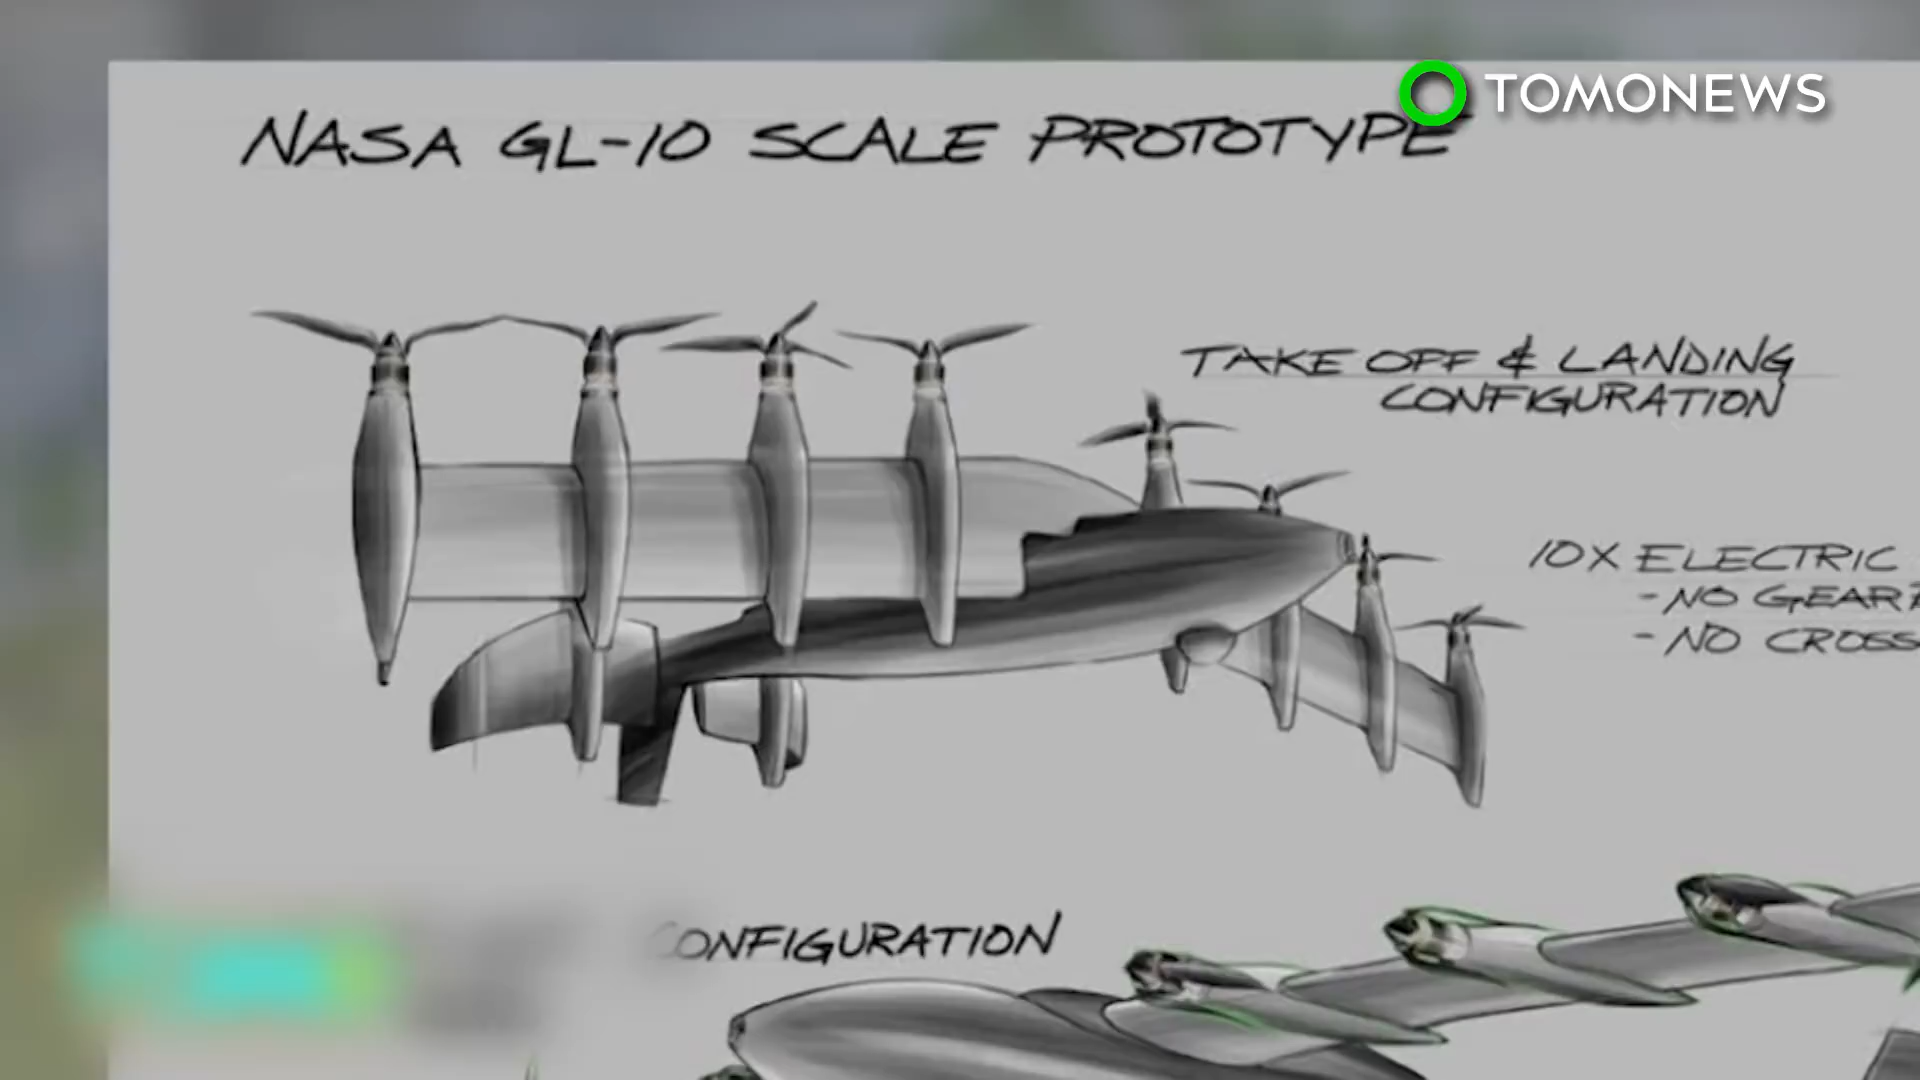 TOMONEWS
NASA GL-10 SCALE PROTOTYPE
TAKE OFF & LANDING
CONFIGURATION
10X ELECTRIC
- NO
- NO
CONFIGURATION